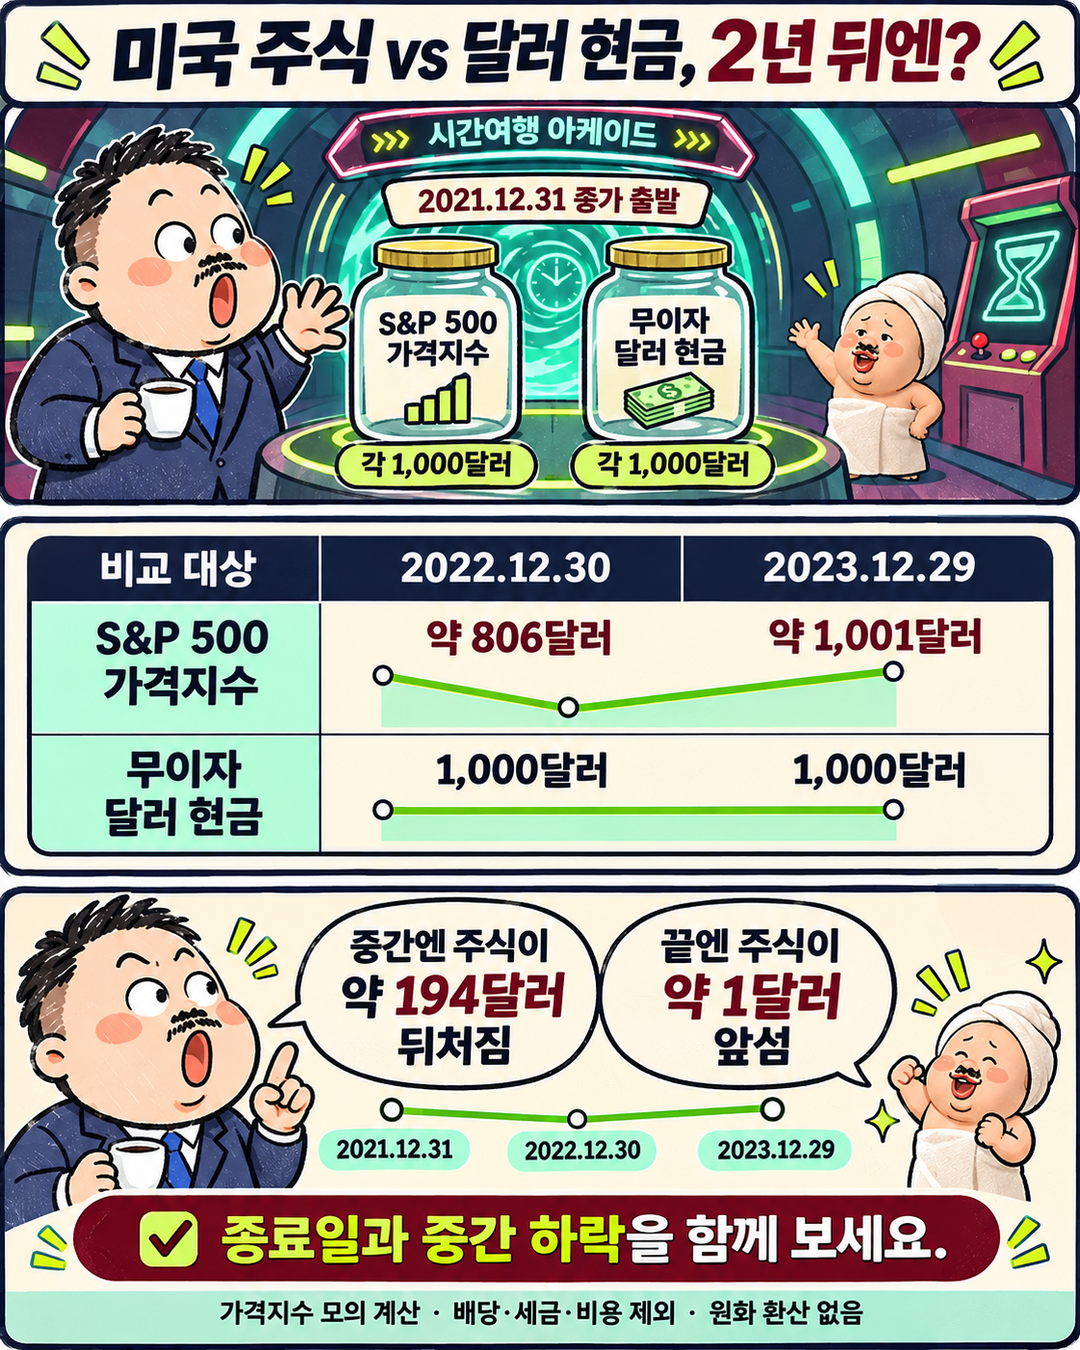 미국 주식 vs 달러 현금, 2년 뒤엔?
시간여행 아케이드
2021.12.31 종가 출발
S&P 500
가격지수
무이자
달러 현금
각 1,000달러
각 1,000달러
비교 대상
2022.12.30
2023.12.29
S&P 500
가격지수
약 806달러
약 1,001달러
무이자
달러 현금
1,000달러
1,000달러
중간엔 주식이
약 194달러
뒤처짐
끝엔 주식이
약 1달러
앞섬
2021.12.31
2022.12.30
2023.12.29
종료일과 중간 하락을 함께 보세요.
가격지수 모의 계산 · 배당·세금·비용 제외 · 원화 환산 없음